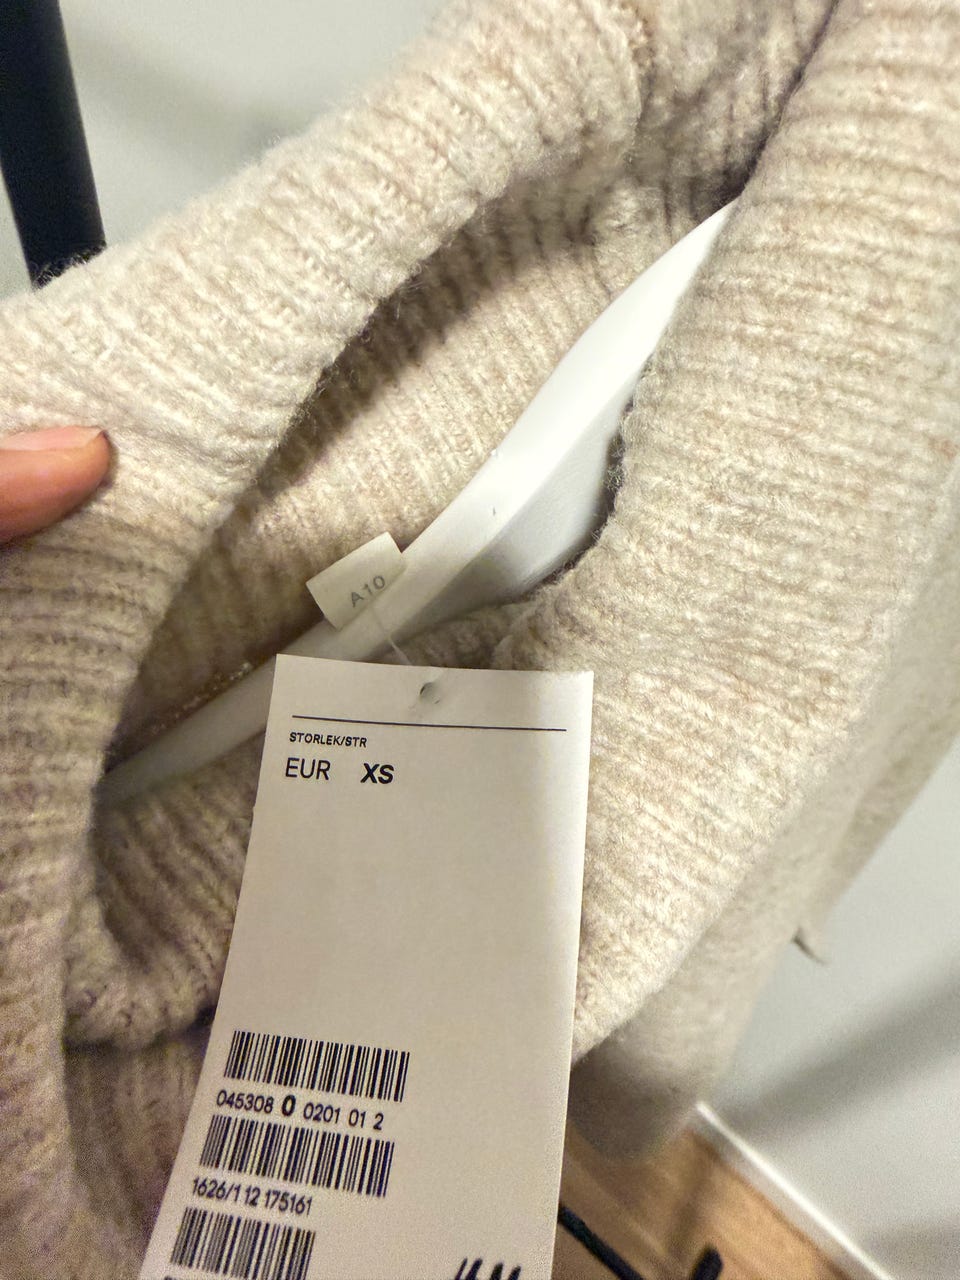 A10
STORLEK/STR
EUR XS
045308 0 0201 01 2
1626/1 12 175161